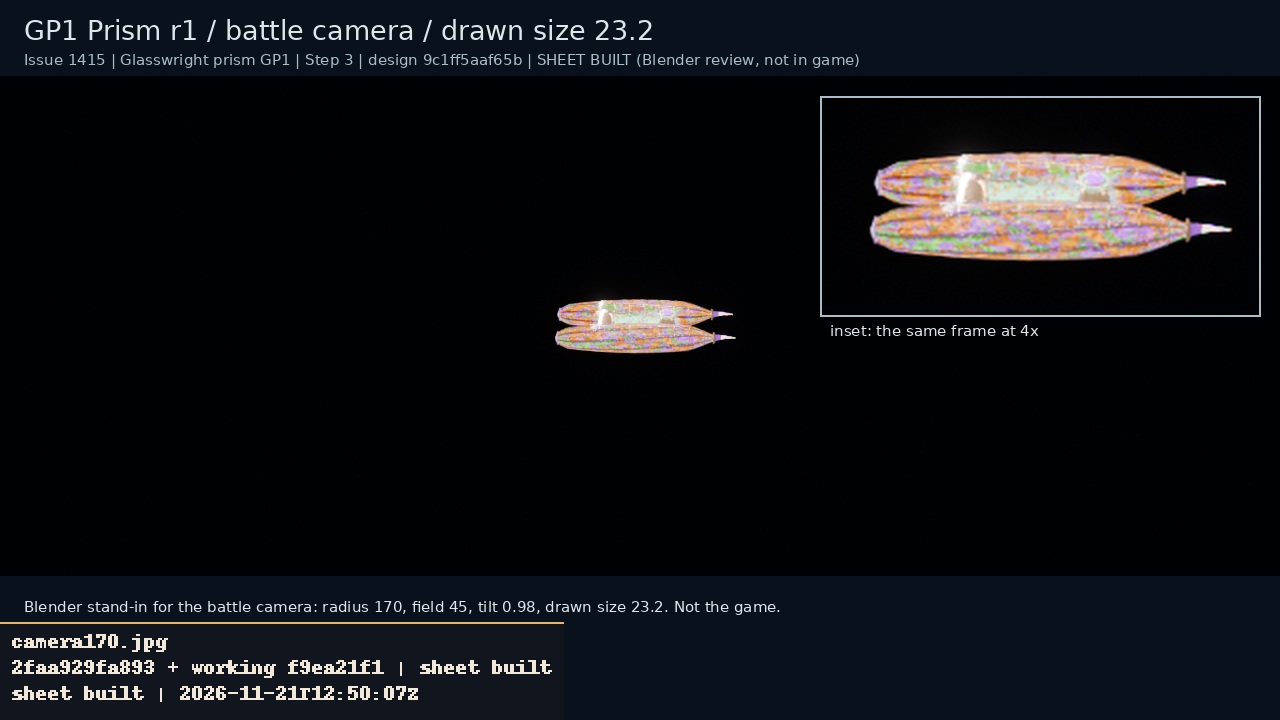 GP1 Prism r1 / battle camera / drawn size 23.2
Issue 1415 | Glasswright prism GP1 | Step 3 | design 9c1ff5aaf65b | SHEET BUILT (Blender review, not in game)
inset: the same frame at 4x
Blender stand-in for the battle camera: radius 170, field 45, tilt 0.98, drawn size 23.2. Not the game.
camera170.jpg
2faa929fa893 + working f9ea21f1 | sheet built
sheet built | 2026-11-21T12:50:07Z